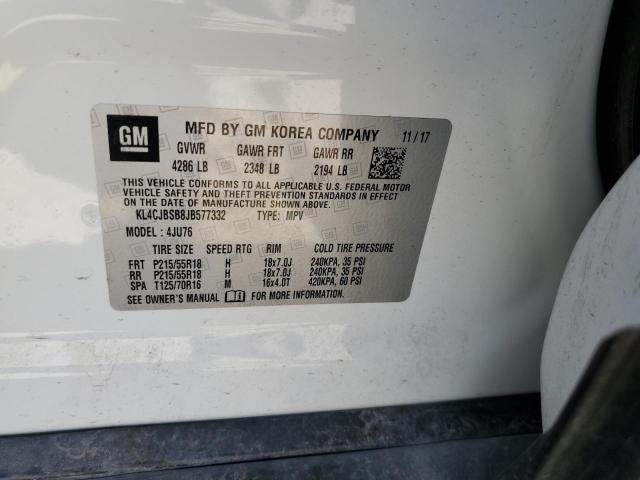 GM MFD BY GM KOREA COMPANY 11/17
GVWR GAWR FRT GAWR RR
4286 LB 2348 LB 2194 LB
THIS VEHICLE CONFORMS TO ALL APPLICABLE U.S. FEDERAL MOTOR
VEHICLE SAFETY AND THEFT PREVENTION STANDARDS IN EFFECT
ON THE DATE OF MANUFACTURE SHOWN ABOVE.
KL4CJBSB8JB577332 TYPE: MPV
MODEL: 4JU76
TIRE SIZE SPEED RTG RIM COLD TIRE PRESSURE
FRT P215/55R18 H 18x7.0J 240KPA, 35 PSI
RR P215/55R18 H 18x7.0J 240KPA, 35 PSI
SPA T125/70R16 M 16x4.0T 420KPA, 60 PSI
SEE OWNER'S MANUAL FOR MORE INFORMATION.